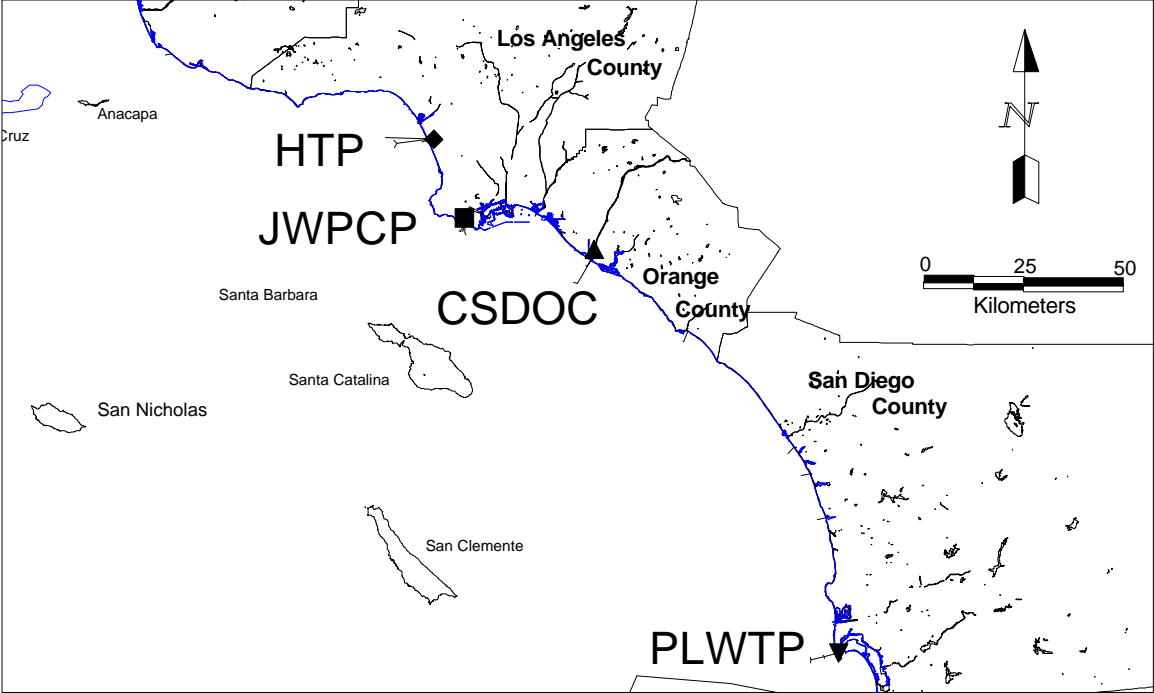 Los Angeles
County
N
Anacapa
Cruz
HTP
JWPCP
0 25 50
Kilometers
Orange
County
Santa Barbara
CSDOC
Santa Catalina
San Diego
County
San Nicholas
San Clemente
PLWTP